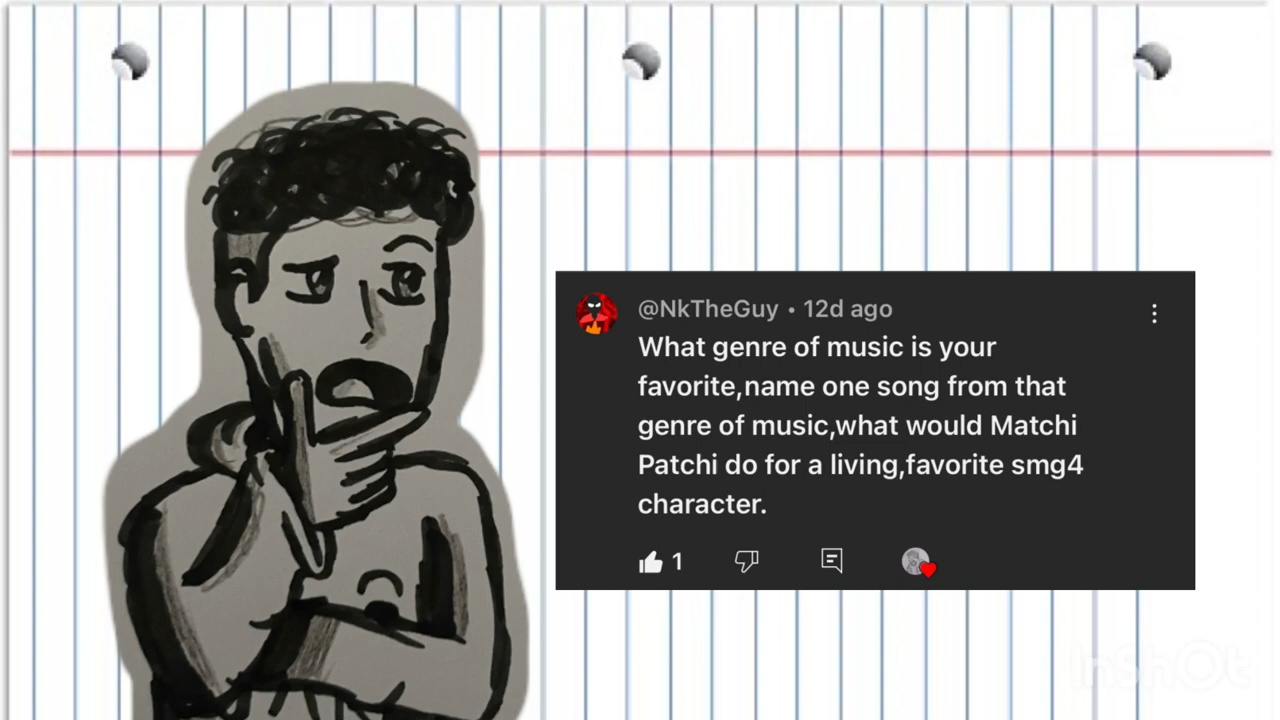 @NkTheGuy • 12d ago
What genre of music is your
favorite,name one song from that
genre of music,what would Matchi
Patchi do for a living,favorite smg4
character.
1
InShOt